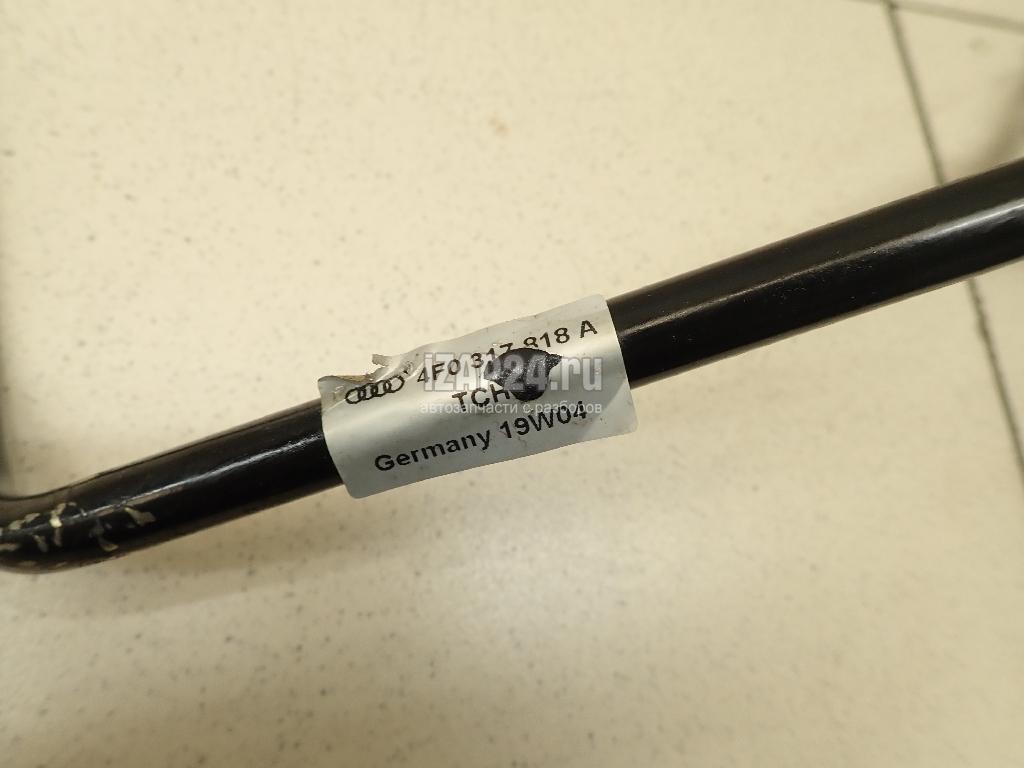 4F0 317 818 A
TCH
Germany 19W04
iZAP24.ru
автозапчасти с разборов